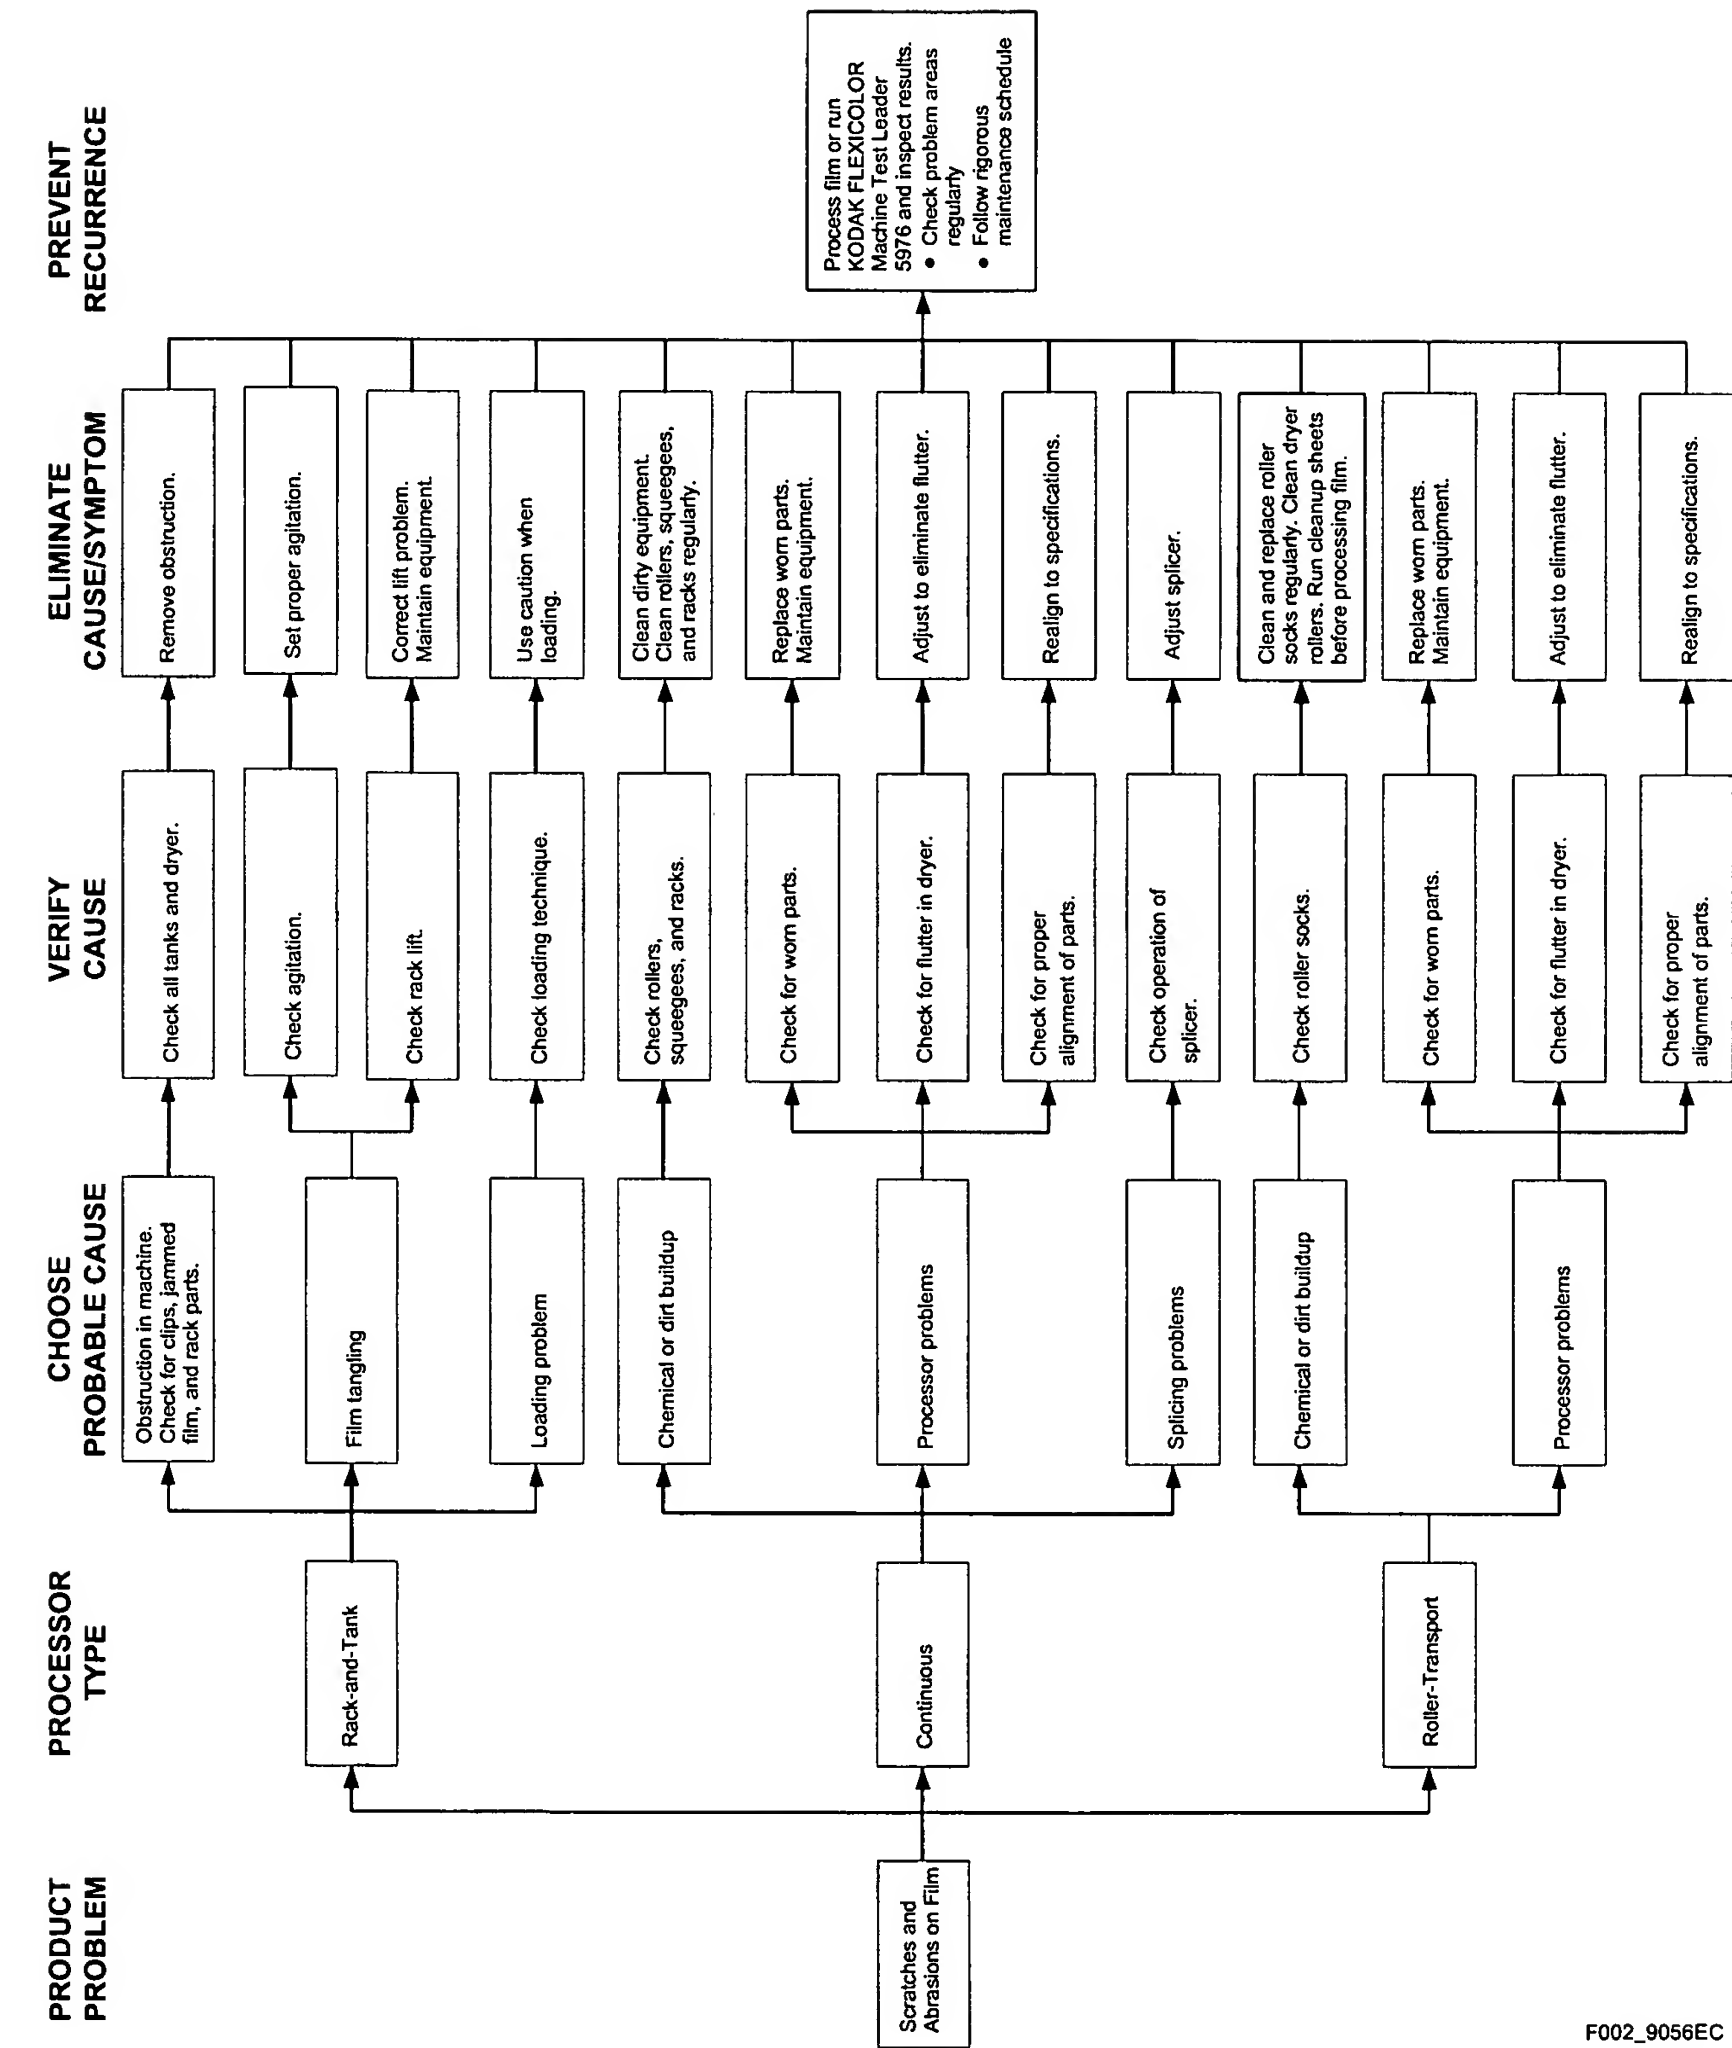 PRODUCT
PROBLEM
PROCESSOR
TYPE
CHOOSE
PROBABLE CAUSE
VERIFY
CAUSE
ELIMINATE
CAUSE/SYMPTOM
PREVENT
RECURRENCE
Scratches and
Abrasions on Film
Rack-and-Tank
Continuous
Roller-Transport
Obstruction in machine.
Check for clips, jammed
film, and rack parts.
Film tangling
Loading problem
Chemical or dirt buildup
Processor problems
Splicing problems
Chemical or dirt buildup
Processor problems
Check all tanks and dryer.
Check agitation.
Check rack lift.
Check loading technique.
Check rollers,
squeegees, and racks.
Check for worn parts.
Check for flutter in dryer.
Check for proper
alignment of parts.
Check operation of
splicer.
Check roller socks.
Check for worn parts.
Check for flutter in dryer.
Check for proper
alignment of parts.
Remove obstruction.
Set proper agitation.
Correct lift problem.
Maintain equipment.
Use caution when
loading.
Clean dirty equipment.
Clean rollers, squeegees,
and racks regularly.
Replace worn parts.
Maintain equipment.
Adjust to eliminate flutter.
Realign to specifications.
Adjust splicer.
Clean and replace roller
socks regularly. Clean dryer
rollers. Run cleanup sheets
before processing film.
Replace worn parts.
Maintain equipment.
Adjust to eliminate flutter.
Realign to specifications.
Process film or run
KODAK FLEXICOLOR
Machine Test Leader
5976 and inspect results.
• Check problem areas
regularly
• Follow rigorous
maintenance schedule
F002_9056EC